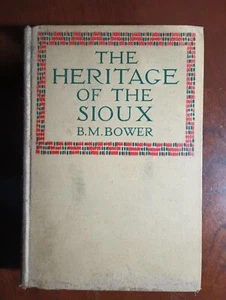 THE
HERITAGE
OF THE
SIOUX
B.M.BOWER